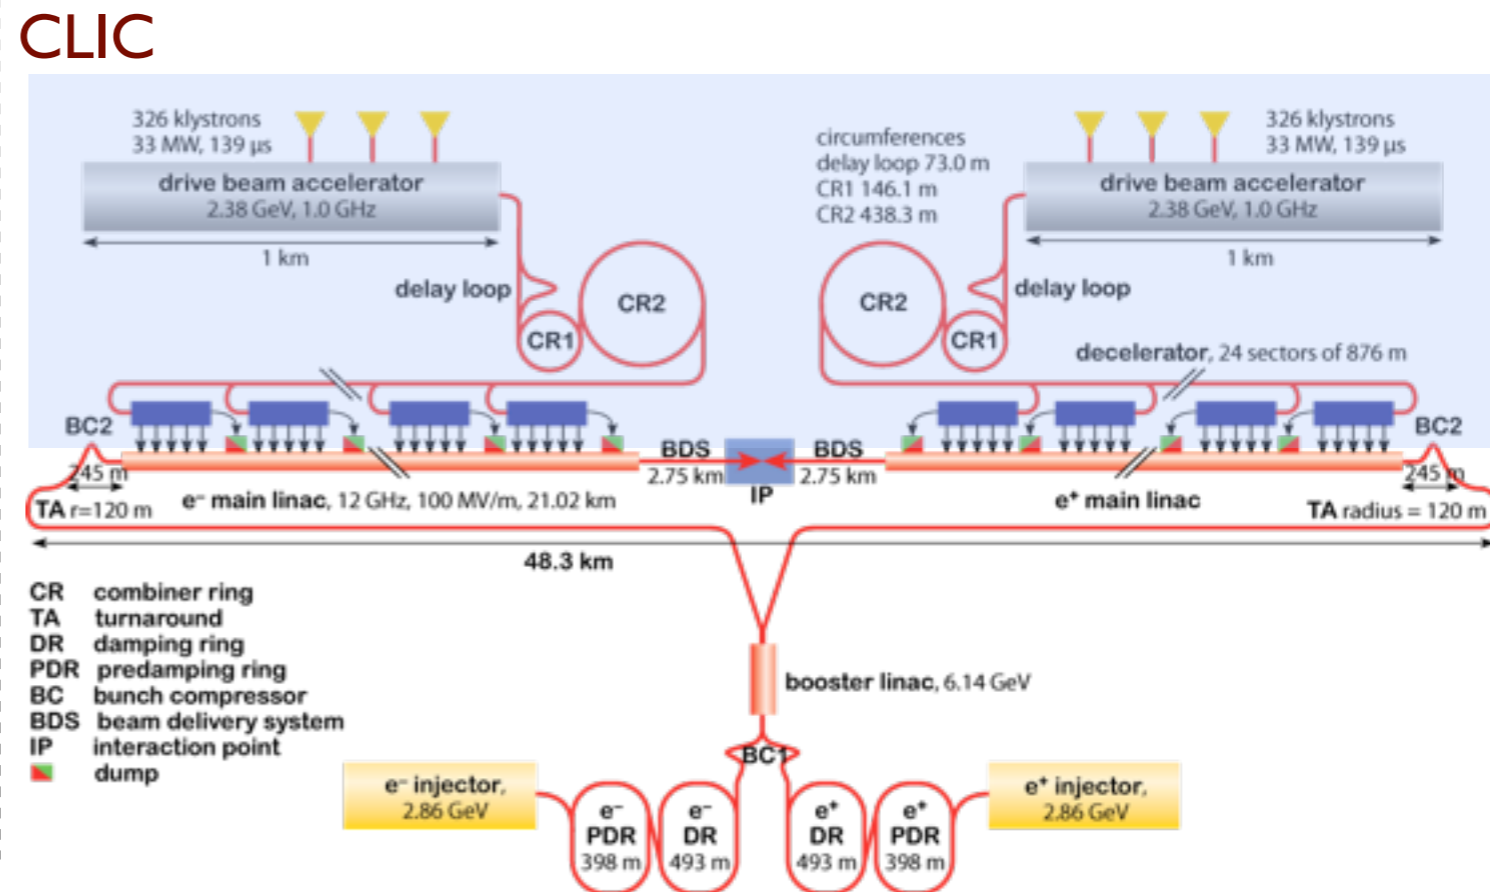 CLIC
326 klystrons
33 MW, 139 μs
drive beam accelerator
2.38 GeV, 1.0 GHz
1 km
delay loop
CR1
CR2
circumferences
delay loop 73.0 m
CR1 146.1 m
CR2 438.3 m
326 klystrons
33 MW, 139 μs
drive beam accelerator
2.38 GeV, 1.0 GHz
1 km
CR2
CR1
delay loop
decelerator, 24 sectors of 876 m
BC2
245 m
TA r=120 m
e⁻ main linac, 12 GHz, 100 MV/m, 21.02 km
BDS
2.75 km
IP
BDS
2.75 km
e⁺ main linac
BC2
245 m
TA radius = 120 m
48.3 km
CR combiner ring
TA turnaround
DR damping ring
PDR predamping ring
BC bunch compressor
BDS beam delivery system
IP interaction point
dump
booster linac, 6.14 GeV
BC1
e⁻ injector,
2.86 GeV
e⁻
PDR
398 m
e⁻
DR
493 m
e⁺
DR
493 m
e⁺
PDR
398 m
e⁺ injector,
2.86 GeV